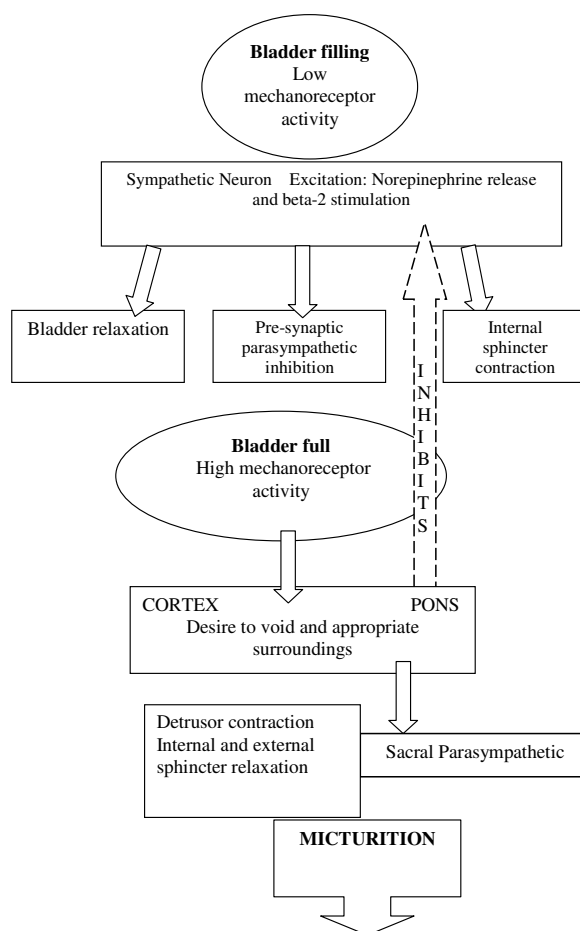 Bladder filling
Low
mechanoreceptor
activity
Sympathetic Neuron    Excitation: Norepinephrine release
and beta-2 stimulation
Bladder relaxation
Pre-synaptic
parasympathetic
inhibition
Internal
sphincter
contraction
INHIBITS
Bladder full
High mechanoreceptor
activity
CORTEX    PONS
Desire to void and appropriate
surroundings
Detrusor contraction
Internal and external
sphincter relaxation
Sacral Parasympathetic
MICTURITION